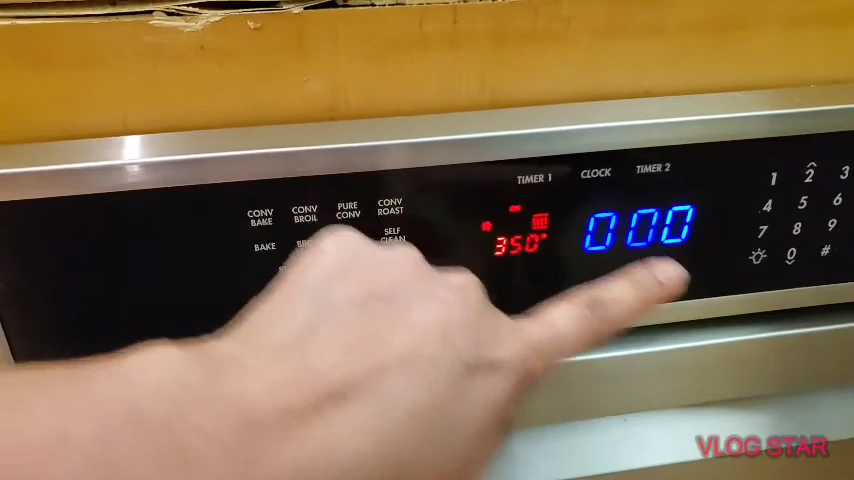 TIMER 1 CLOCK TIMER 2
CONV BAKE
CONV BROIL
PURE CONV
CONV ROAST
BAKE
SELF CLEAN
ON
350°
000
1 2 3
4 5 6
7 8 9
0 #
VLOG STAR